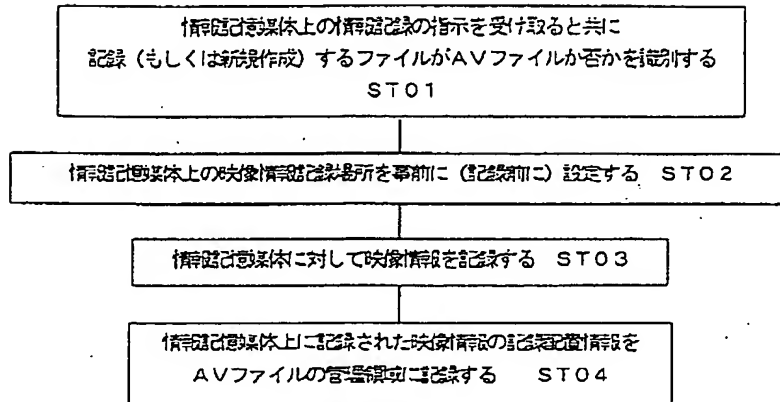 情報記憶媒体上の情報記録の指示を受け取ると共に
記録(もしくは新規作成)するファイルがAVファイルか否かを識別する
ST01
情報記憶媒体上の映像情報記録場所を事前に(記録前に)設定する ST02
情報記憶媒体に対して映像情報を記録する ST03
情報記憶媒体上に記録された映像情報の記録配置情報を
AVファイルの管理領域に記録する ST04